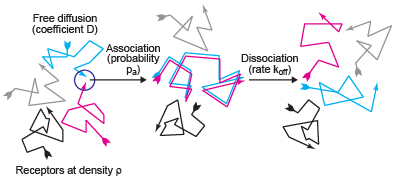 Free diffusion
(coefficient D)
Association
(probability
pa)
Dissociation
(rate koff)
Receptors at density ρ